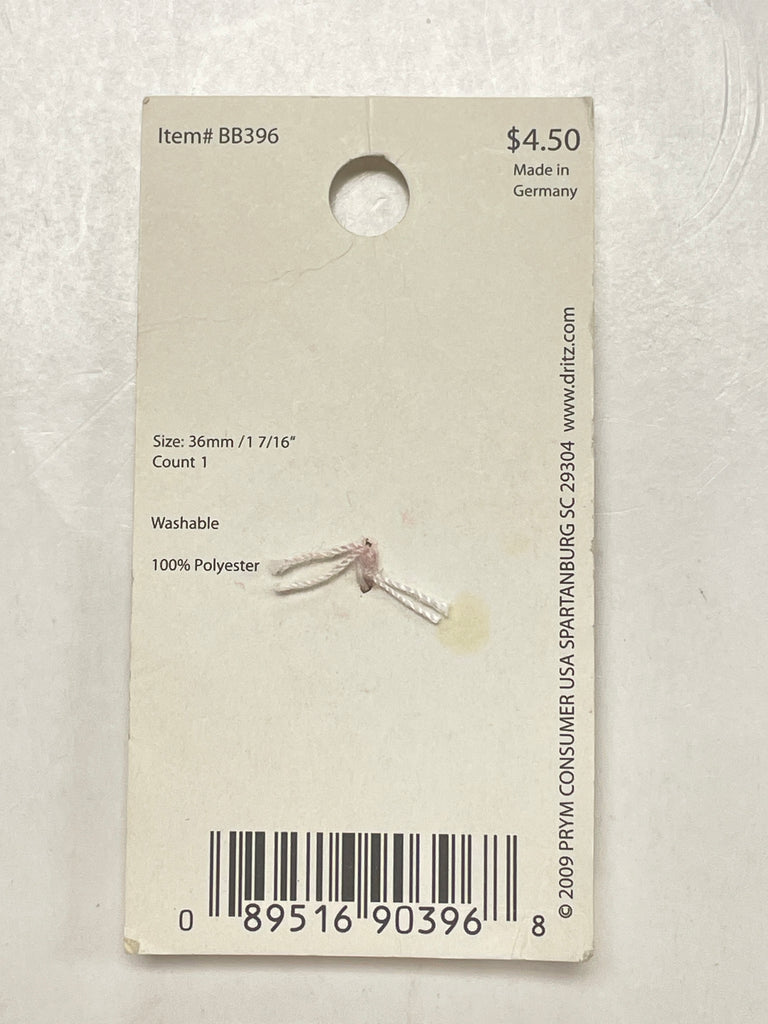 Item# BB396
$4.50
Made in
Germany
Size: 36mm /1 7/16"
Count 1
Washable
100% Polyester
© 2009 PRYM CONSUMER USA SPARTANBURG SC 29304 www.dritz.com
0 89516 90396 8